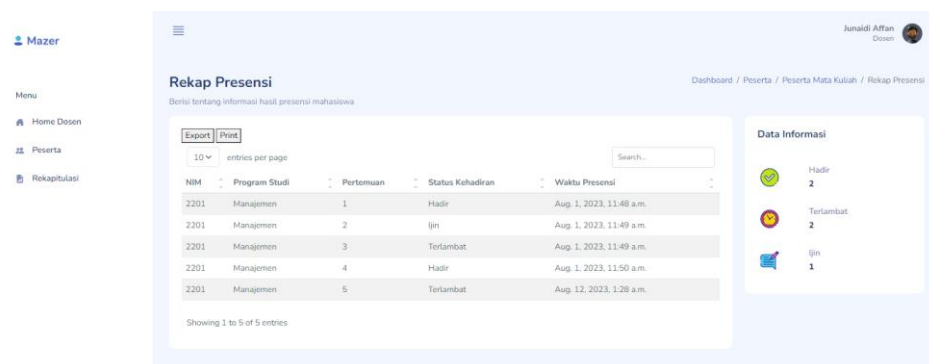 Mazer
Menu
Home Dosen
Peserta
Rekapitulasi
Junaidi Affan
Dosen
Rekap Presensi
Berisi tentang informasi hasil presensi mahasiswa
Dashboard / Peserta / Peserta Mata Kuliah / Rekap Presensi
Export Print
10 entries per page
Search...
NIM Program Studi Pertemuan Status Kehadiran Waktu Presensi
2201 Manajemen 1 Hadir Aug. 1, 2023, 11:48 a.m.
2201 Manajemen 2 Ijin Aug. 1, 2023, 11:49 a.m.
2201 Manajemen 3 Terlambat Aug. 1, 2023, 11:49 a.m.
2201 Manajemen 4 Hadir Aug. 1, 2023, 11:50 a.m.
2201 Manajemen 5 Terlambat Aug. 12, 2023, 1:28 a.m.
Showing 1 to 5 of 5 entries
Data Informasi
Hadir
2
Terlambat
2
Ijin
1